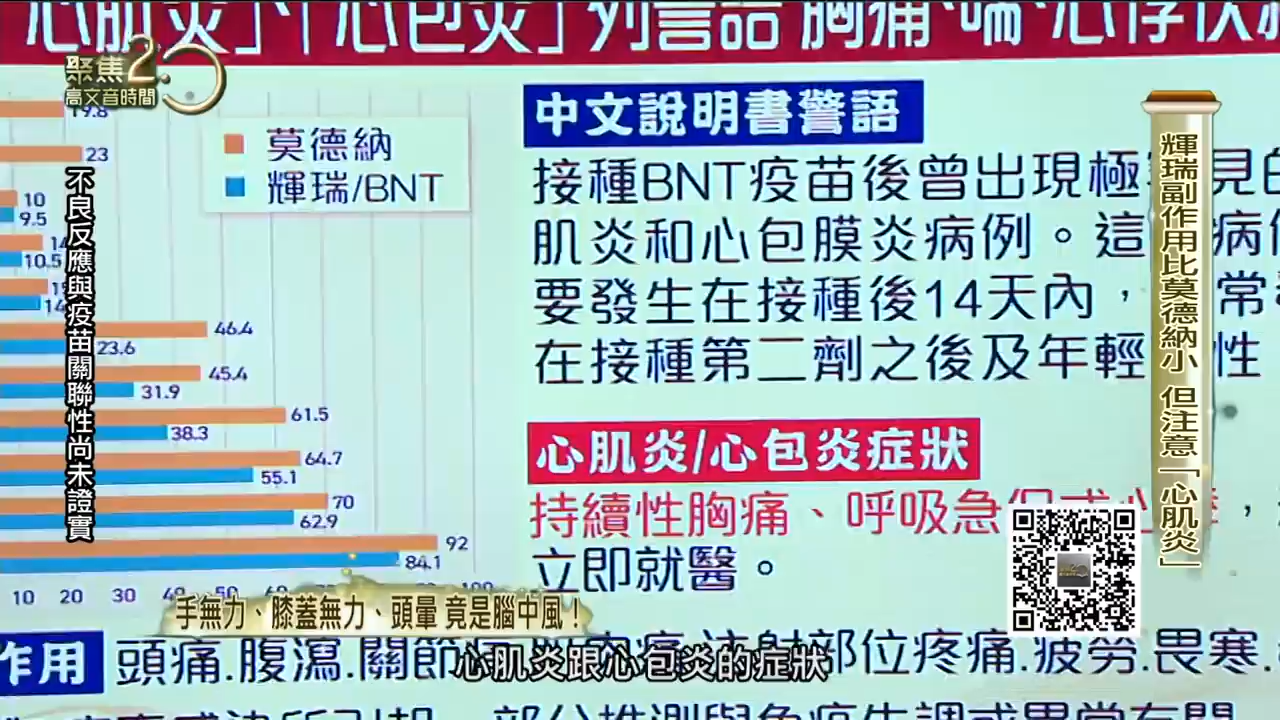 心肌炎」、「心包炎」列警語 胸痛、喘、心悸
聚焦2.0
高文音時間
19.8
23
10
9.5
10.5
46.4
23.6
45.4
31.9
61.5
38.3
64.7
55.1
70
62.9
92
84.1
10 20 30
莫德納
輝瑞/BNT
不良反應與疫苗關聯性尚未證實
中文說明書警語
接種BNT疫苗後曾出現極 見
肌炎和心包膜炎病例。這 病
要發生在接種後14天內， 常
在接種第二劑之後及年輕 性
心肌炎/心包炎症狀
持續性胸痛、呼吸急
立即就醫。
輝瑞副作用比莫德納小 但注意「心肌炎」
手無力、膝蓋無力、頭暈 竟是腦中風！
作用
頭痛.腹瀉.關節 部位疼痛.疲勞.畏寒.
心肌炎跟心包炎的症狀